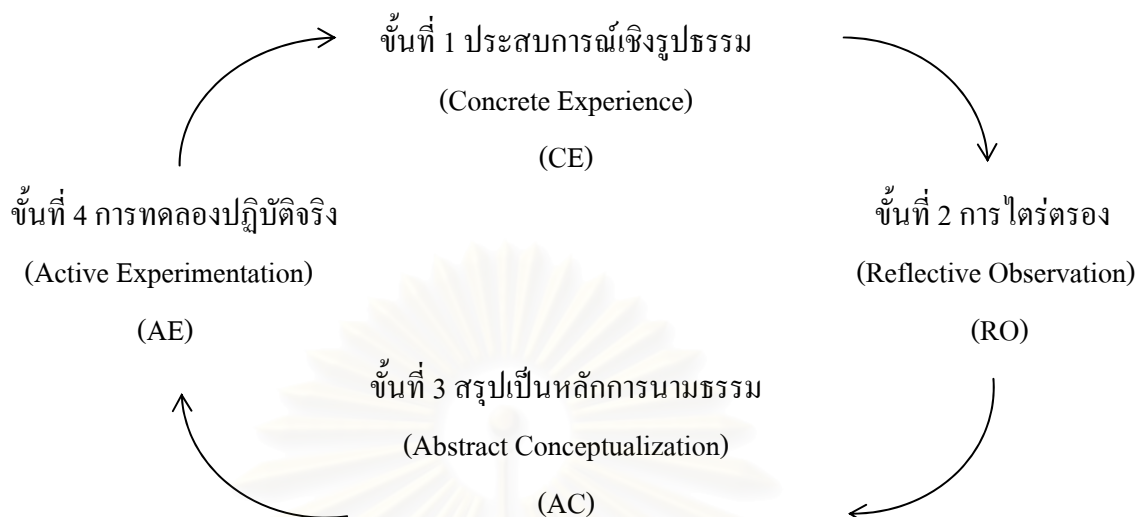 ขั้นที่ 1 ประสบการณ์เชิงรูปธรรม
(Concrete Experience)
(CE)
ขั้นที่ 2 การไตร่ตรอง
(Reflective Observation)
(RO)
ขั้นที่ 3 สรุปเป็นหลักการนามธรรม
(Abstract Conceptualization)
(AC)
ขั้นที่ 4 การทดลองปฏิบัติจริง
(Active Experimentation)
(AE)